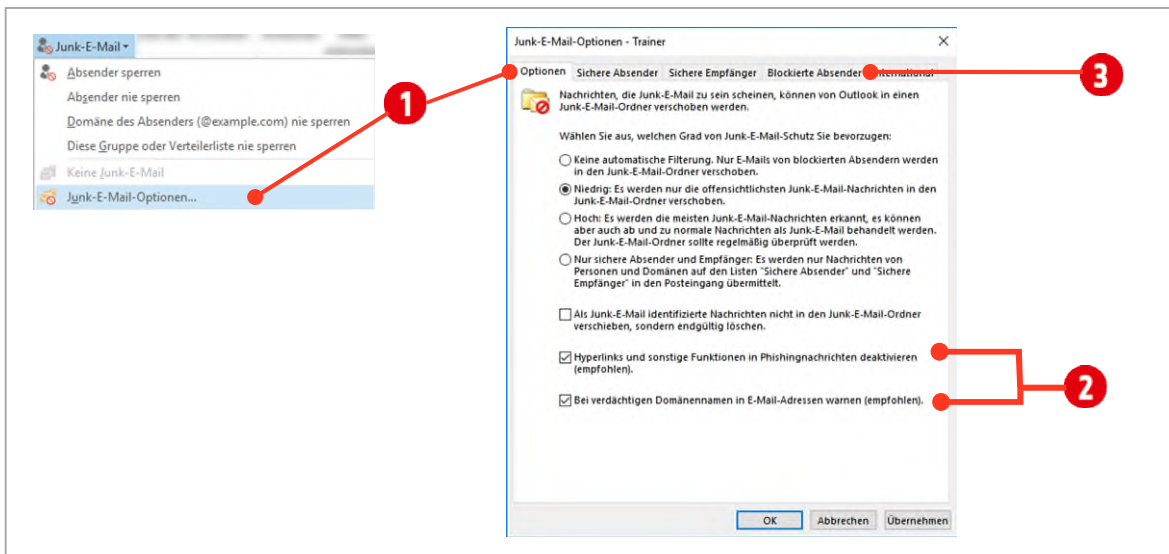 Junk-E-Mail
Absender sperren
Absender nie sperren
Domäne des Absenders (@example.com) nie sperren
Diese Gruppe oder Verteilerliste nie sperren
Keine Junk-E-Mail
Junk-E-Mail-Optionen...
1
Junk-E-Mail-Optionen - Trainer
Optionen Sichere Absender Sichere Empfänger Blockierte Absender International
3
Nachrichten, die Junk-E-Mail zu sein scheinen, können von Outlook in einen
Junk-E-Mail-Ordner verschoben werden.
Wählen Sie aus, welchen Grad von Junk-E-Mail-Schutz Sie bevorzugen:
Keine automatische Filterung. Nur E-Mails von blockierten Absendern werden
in den Junk-E-Mail-Ordner verschoben.
Niedrig: Es werden nur die offensichtlichsten Junk-E-Mail-Nachrichten in den
Junk-E-Mail-Ordner verschoben.
Hoch: Es werden die meisten Junk-E-Mail-Nachrichten erkannt, es können
aber auch ab und zu normale Nachrichten als Junk-E-Mail behandelt werden.
Der Junk-E-Mail-Ordner sollte regelmäßig überprüft werden.
Nur sichere Absender und Empfänger: Es werden nur Nachrichten von
Personen und Domänen auf den Listen "Sichere Absender" und "Sichere
Empfänger" in den Posteingang übermittelt.
Als Junk-E-Mail identifizierte Nachrichten nicht in den Junk-E-Mail-Ordner
verschieben, sondern endgültig löschen.
Hyperlinks und sonstige Funktionen in Phishingnachrichten deaktivieren
(empfohlen).
2
Bei verdächtigen Domänennamen in E-Mail-Adressen warnen (empfohlen).
OK Abbrechen Übernehmen